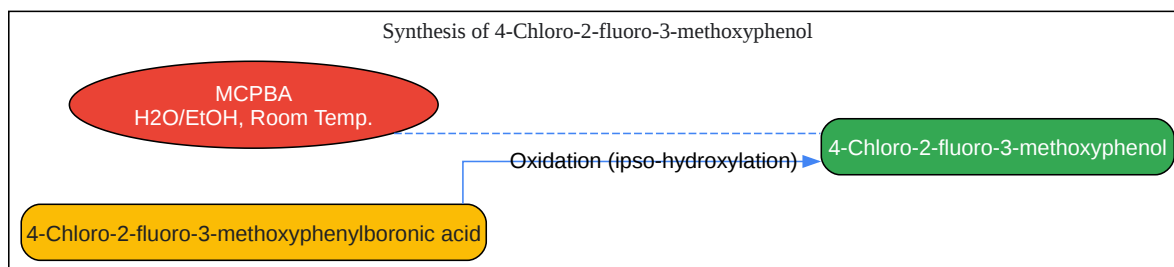 Synthesis of 4-Chloro-2-fluoro-3-methoxyphenol
MCPBA
H2O/EtOH, Room Temp.
4-Chloro-2-fluoro-3-methoxyphenol
Oxidation (ipso-hydroxylation)
4-Chloro-2-fluoro-3-methoxyphenylboronic acid